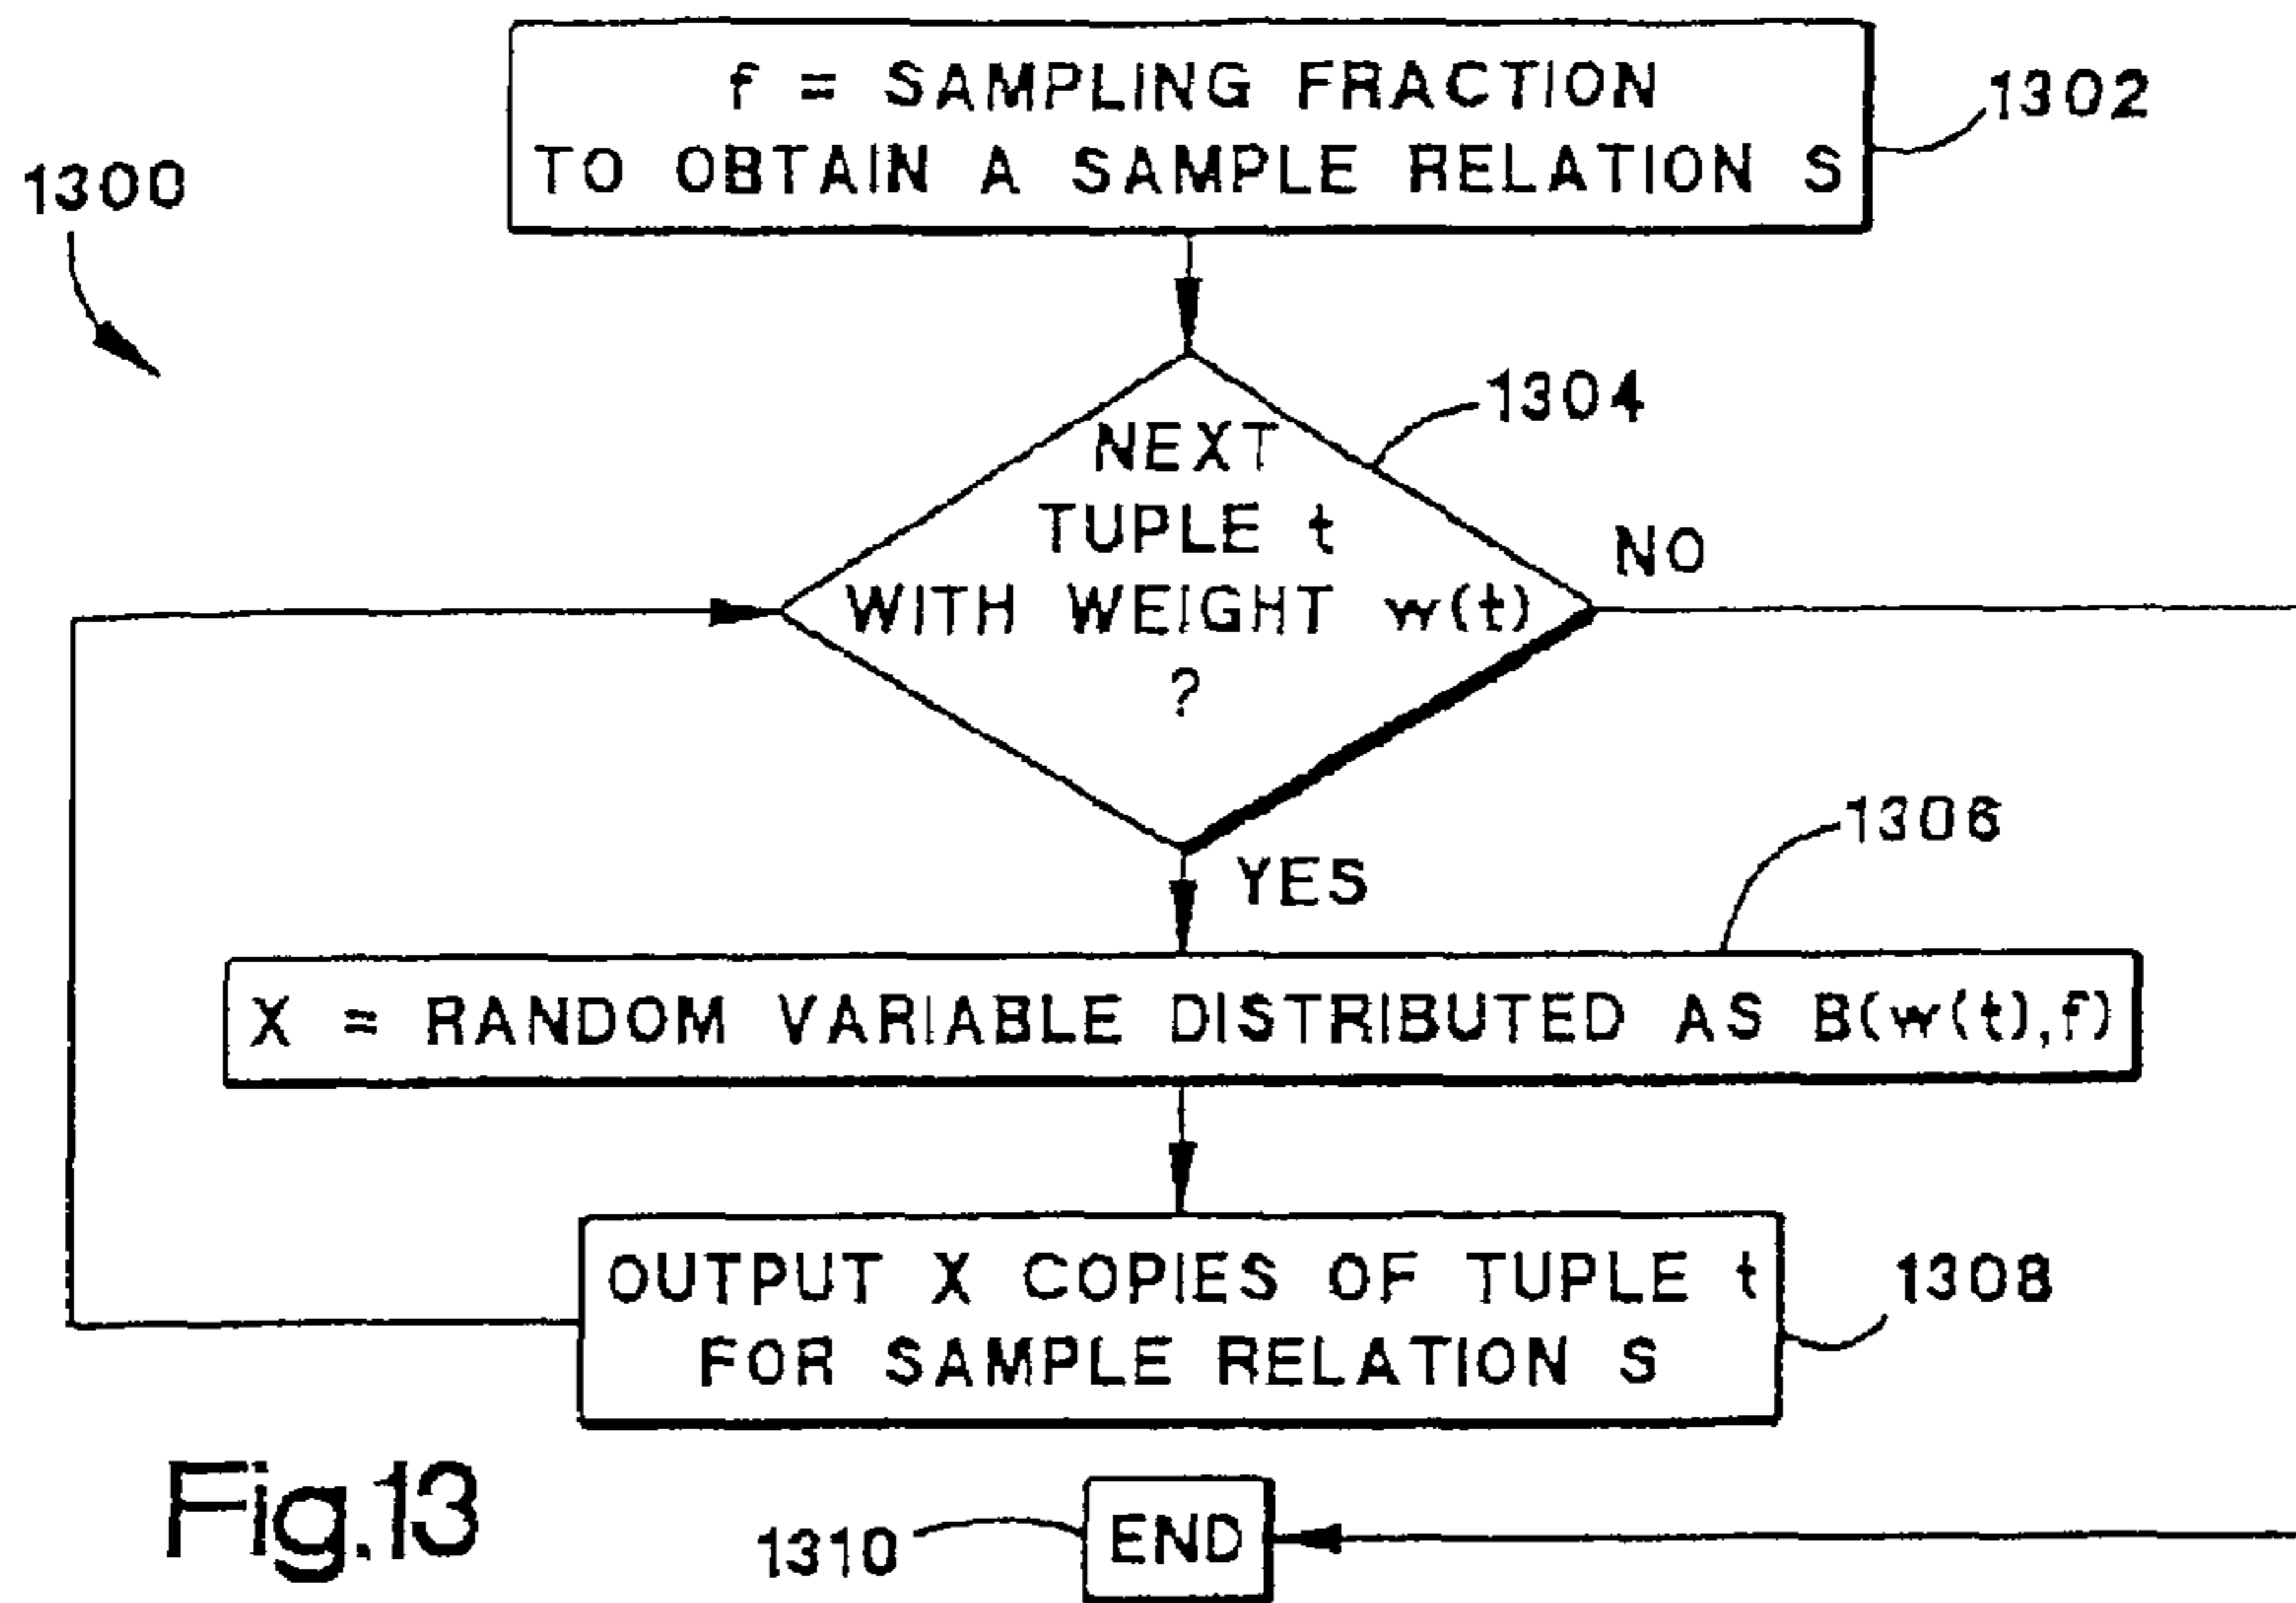 f = SAMPLING FRACTION
TO OBTAIN A SAMPLE RELATION S
1302
1300
1304
NEXT
TUPLE t
WITH WEIGHT w(t)
?
NO
YES
1306
X = RANDOM VARIABLE DISTRIBUTED AS B(w(t),f)
OUTPUT X COPIES OF TUPLE t
FOR SAMPLE RELATION S
1308
Fig.13
1310
END